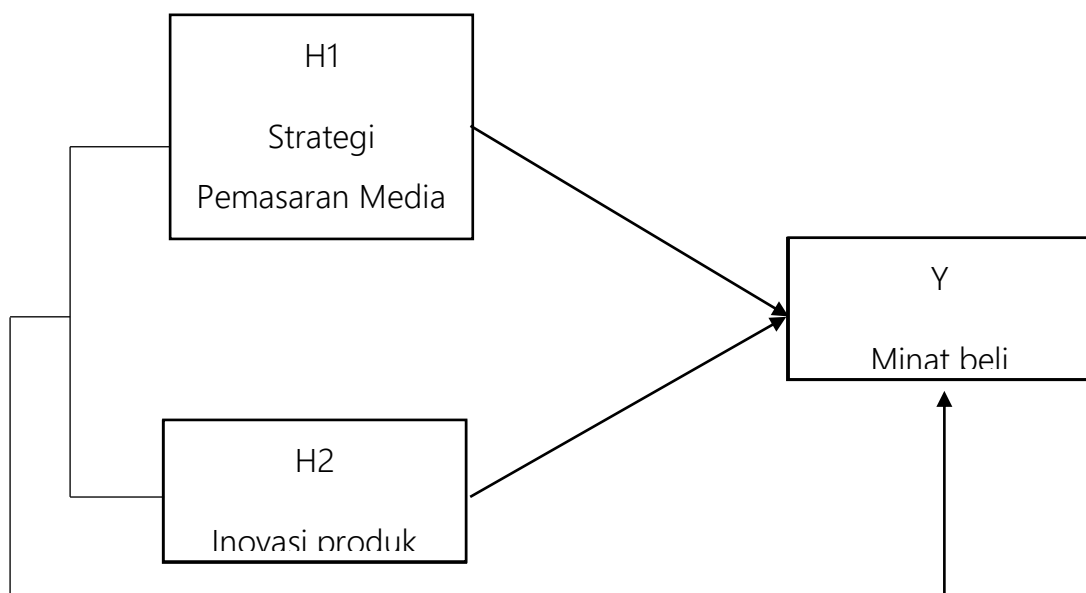 H1
Strategi
Pemasaran Media
Y
Minat beli
H2
Inovasi produk